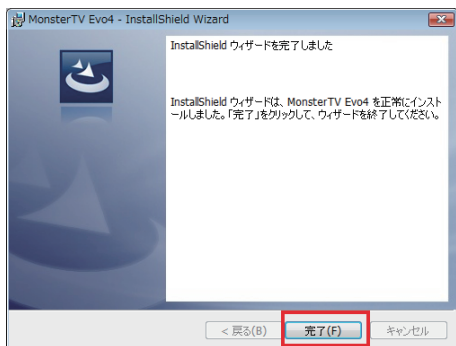 MonsterTV Evo4 - InstallShield Wizard
InstallShield ウィザードを完了しました
InstallShield ウィザードは、MonsterTV Evo4 を正常にインスト
ールしました。「完了」をクリックして、ウィザードを終了してください。
< 戻る(B)
完了(F)
キャンセル